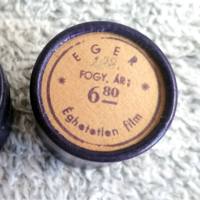 EGER
FOGY. ÁR:
6 80
Éghetetlen film